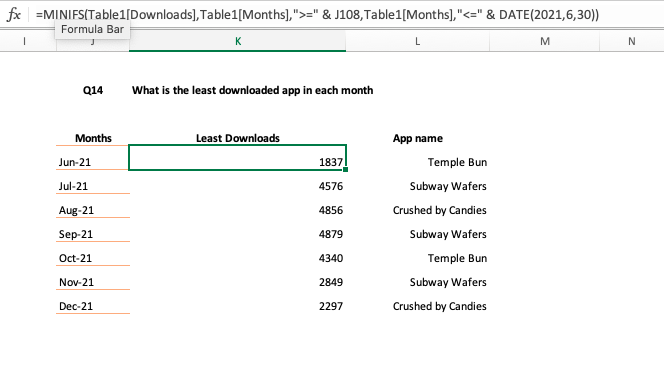 fx =MINIFS(Table1[Downloads],Table1[Months],">=" & J108,Table1[Months],"<=" & DATE(2021,6,30))
Formula Bar
I J K L M N
Q14 What is the least downloaded app in each month
Months Least Downloads App name
Jun-21 1837 Temple Bun
Jul-21 4576 Subway Wafers
Aug-21 4856 Crushed by Candies
Sep-21 4879 Subway Wafers
Oct-21 4340 Temple Bun
Nov-21 2849 Subway Wafers
Dec-21 2297 Crushed by Candies